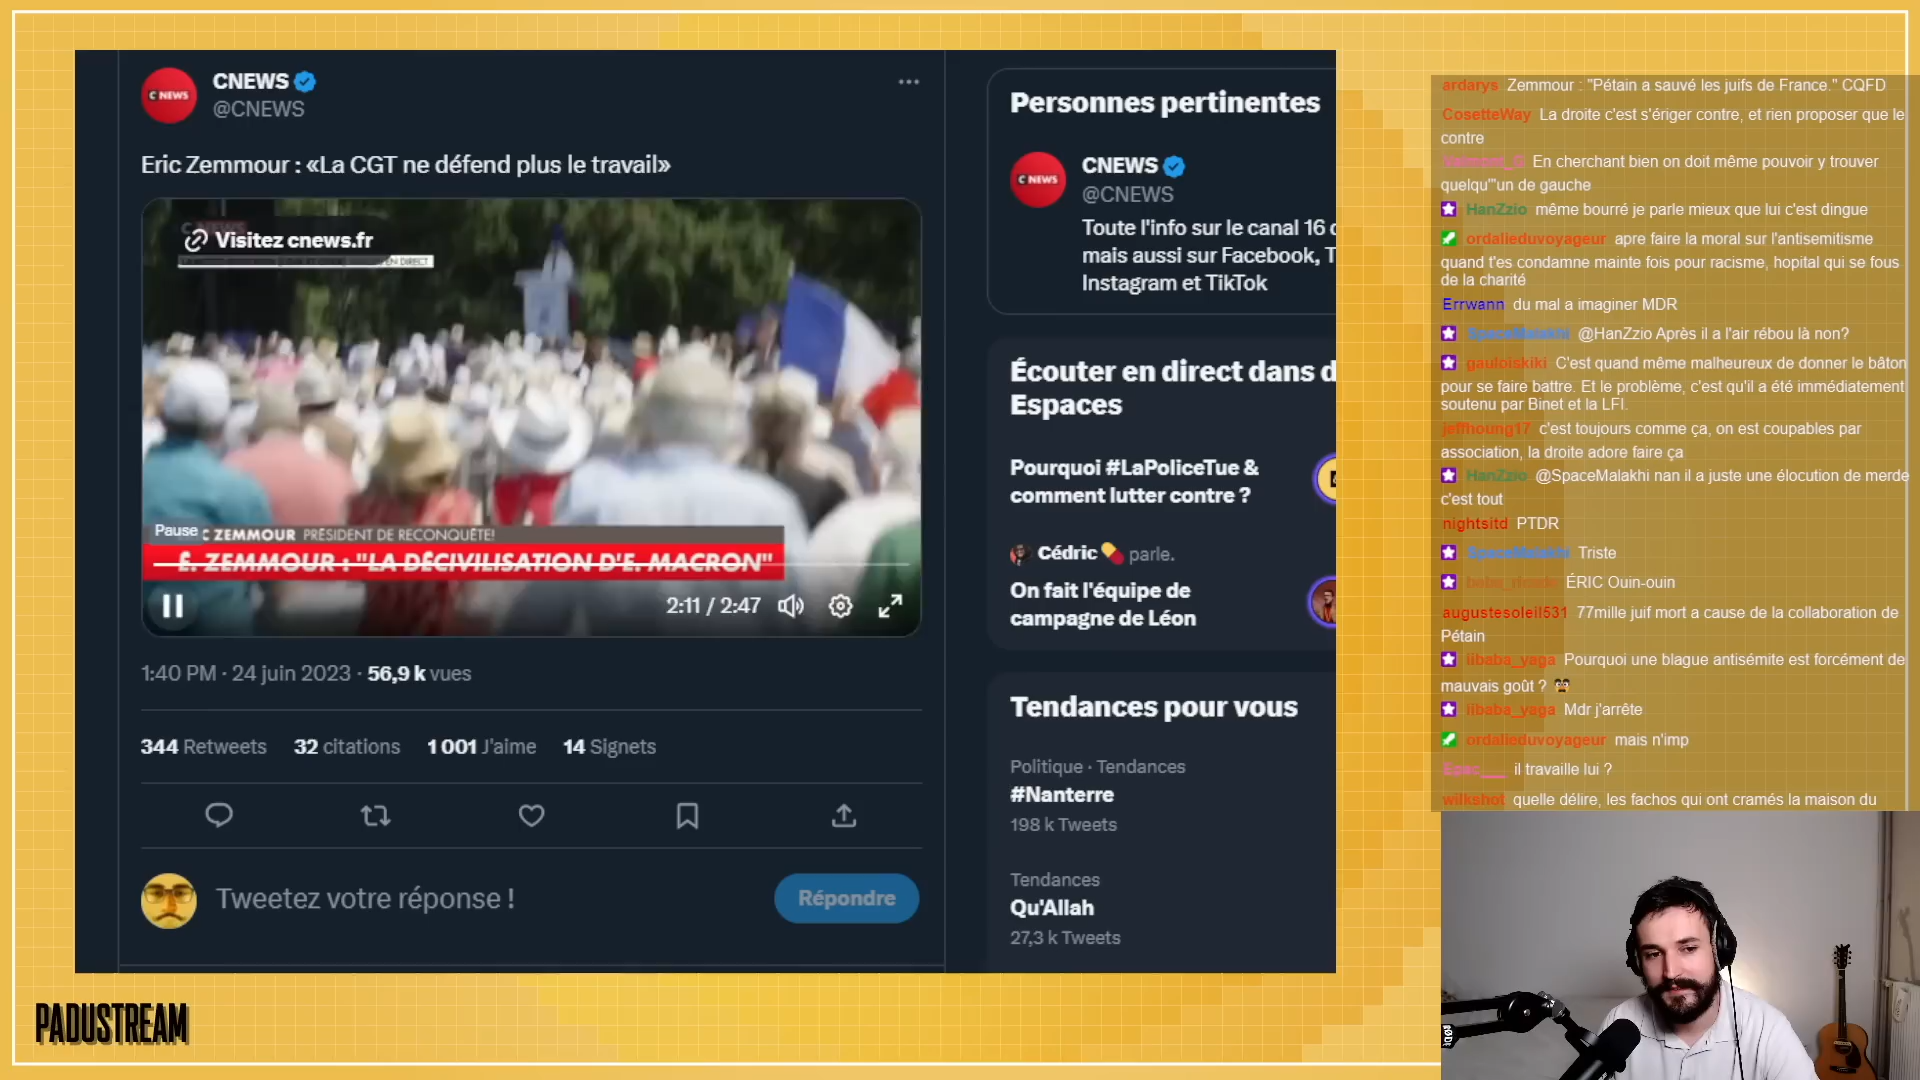 CNEWS
CNEWS
@CNEWS
Eric Zemmour : «La CGT ne défend plus le travail»
Visitez cnews.fr
EN DIRECT
Pause
C ZEMMOUR PRÉSIDENT DE RECONQUÊTE!
É. ZEMMOUR : "LA DÉCIVILISATION D'E. MACRON"
2:11 / 2:47
1:40 PM · 24 juin 2023 · 56,9 k vues
344 Retweets 32 citations 1 001 J'aime 14 Signets
Tweetez votre réponse !
Répondre
Personnes pertinentes
CNEWS
CNEWS
@CNEWS
Toute l'info sur le canal 16 d
mais aussi sur Facebook, T
Instagram et TikTok
Écouter en direct dans d
Espaces
Pourquoi #LaPoliceTue &
comment lutter contre ?
Cédric parle.
On fait l'équipe de
campagne de Léon
Tendances pour vous
Politique · Tendances
#Nanterre
198 k Tweets
Tendances
Qu'Allah
27,3 k Tweets
ardarys Zemmour : "Pétain a sauvé les juifs de France." CQFD
CosetteWay La droite c'est s'ériger contre, et rien proposer que le
contre
En cherchant bien on doit même pouvoir y trouver
quelqu'"un de gauche
HanZzio même bourré je parle mieux que lui c'est dingue
ordalieduvoyageur apre faire la moral sur l'antisemitisme
quand t'es condamne mainte fois pour racisme, hopital qui se fous
de la charité
Errwann du mal a imaginer MDR
SpaceMalakhi @HanZzio Après il a l'air rébou là non?
gauloiskiki C'est quand même malheureux de donner le bâton
pour se faire battre. Et le problème, c'est qu'il a été immédiatement
soutenu par Binet et la LFI.
jeffhoung17 c'est toujours comme ça, on est coupables par
association, la droite adore faire ça
HanZzio @SpaceMalakhi nan il a juste une élocution de merde
c'est tout
nightsitd PTDR
SpaceMalakhi Triste
ÉRIC Ouin-ouin
augustesoleil531 77mille juif mort a cause de la collaboration de
Pétain
libaba_yaga Pourquoi une blague antisémite est forcément de
mauvais goût ?
libaba_yaga Mdr j'arrête
ordalieduvoyageur mais n'imp
il travaille lui ?
wilkshot quelle délire, les fachos qui ont cramés la maison du
PADUSTREAM